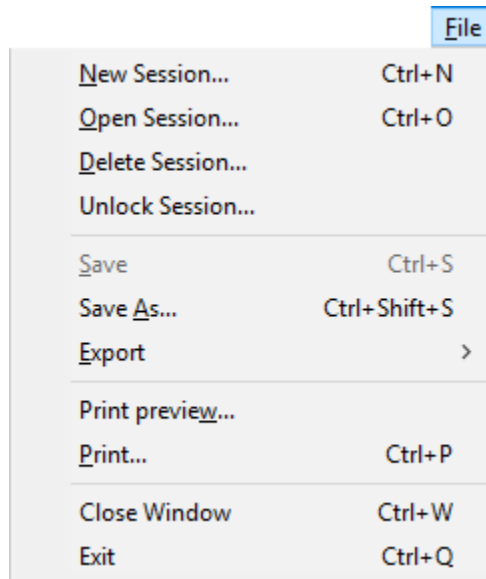 File
New Session... Ctrl+N
Open Session... Ctrl+O
Delete Session...
Unlock Session...
Save Ctrl+S
Save As... Ctrl+Shift+S
Export >
Print preview...
Print... Ctrl+P
Close Window Ctrl+W
Exit Ctrl+Q